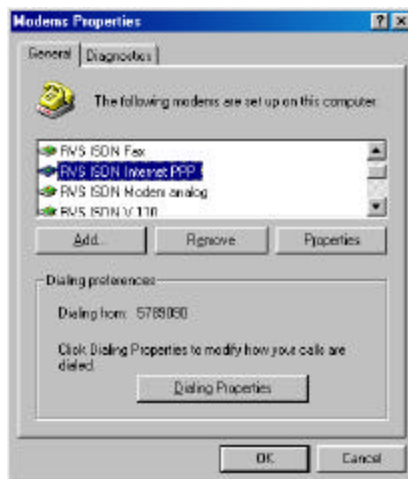 Modems Properties
General Diagnostics
The following modems are set up on this computer:
RVS ISDN Fax
RVS ISDN Internet PPP
RVS ISDN Modem analog
RVS ISDN V.110
Add... Remove Properties
Dialing preferences
Dialing from: 5789090
Click Dialing Properties to modify how your calls are
dialed.
Dialing Properties
OK Cancel